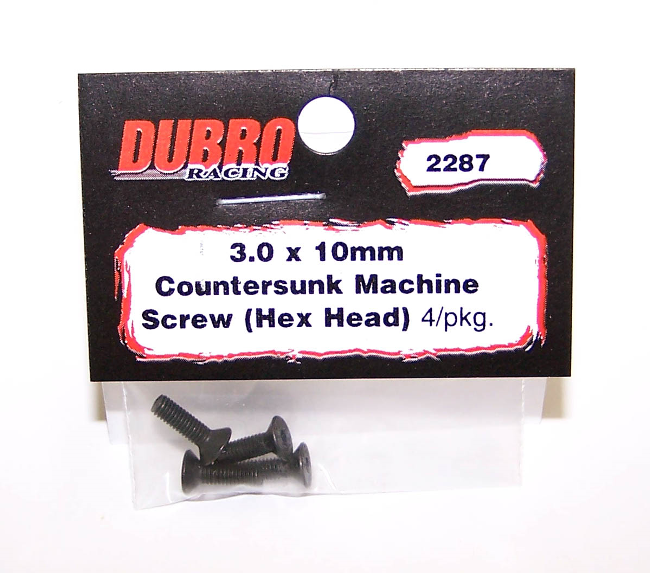 DUBRO
RACING
2287
3.0 x 10mm
Countersunk Machine
Screw (Hex Head) 4/pkg.